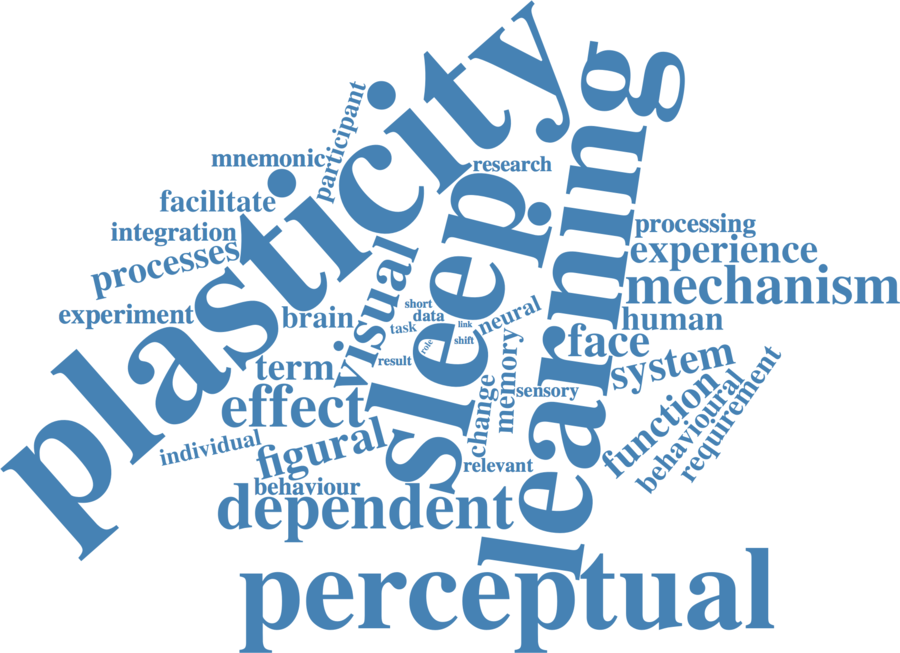 plasticity
research
participant
mnemonic
facilitate
integration
processes
experiment
brain
visual
sleep
learning
processing
experience
mechanism
human
face
system
function
behavioural
requirement
short
data
task
link
shift
role
neural
result
term
effect
change
memory
sensory
individual
figural
relevant
behaviour
dependent
perceptual